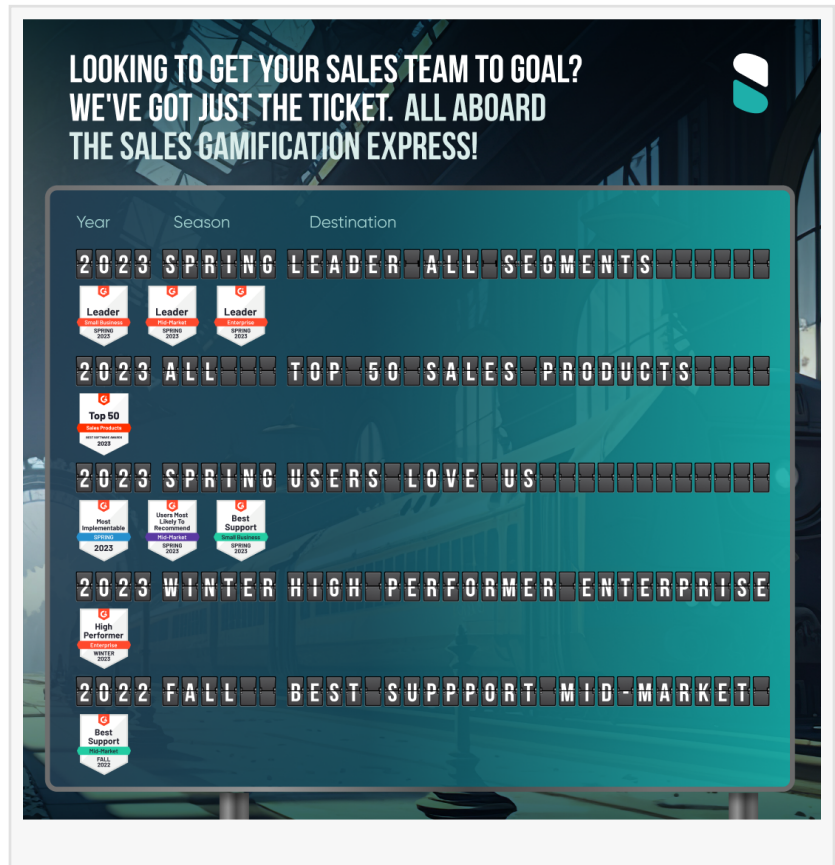 LOOKING TO GET YOUR SALES TEAM TO GOAL?
WE'VE GOT JUST THE TICKET. ALL ABOARD
THE SALES GAMIFICATION EXPRESS!
Year Season Destination
2023 SPRING LEADER ALL SEGMENTS
Leader
Small Business
SPRING
2023
Leader
Mid-Market
SPRING
2023
Leader
Enterprise
SPRING
2023
2023 ALL TOP 50 SALES PRODUCTS
Top 50
Sales Products
BEST SOFTWARE AWARDS
2023
2023 SPRING USERS LOVE US
Most
Implementable
SPRING
2023
Users Most
Likely To
Recommend
Mid-Market
SPRING
2023
Best
Support
Small Business
SPRING
2023
2023 WINTER HIGH PERFORMER ENTERPRISE
High
Performer
Enterprise
WINTER
2023
2022 FALL BEST SUPPPORT MID-MARKET
Best
Support
Mid-Market
FALL
2022